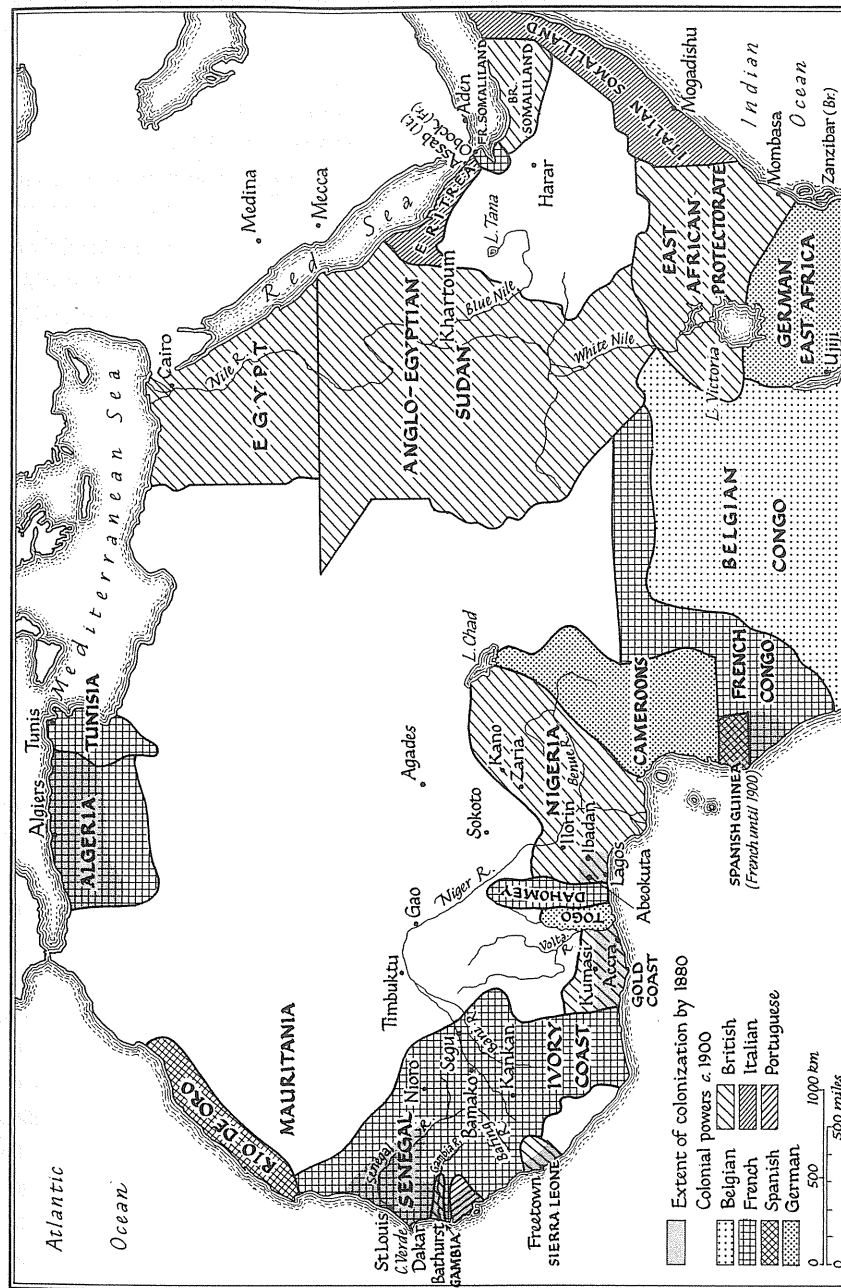 Atlantic
Ocean
Mediterranean Sea
Algiers
Tunis
TUNISIA
ALGERIA
RIO DE ORO
MAURITANIA
Cairo
Nile R.
EGYPT
Red Sea
Medina
Mecca
ANGLO-EGYPTIAN
SUDAN
Khartoum
Blue Nile
White Nile
ERITREA
Assab (It.)
Obock (Fr.)
Aden
FR. SOMALILAND
BR.
SOMALILAND
L. Tana
Harar
ITALIAN SOMALILAND
Mogadishu
Indian
Ocean
Mombasa
Zanzibar (Br.)
EAST
AFRICAN
PROTECTORATE
GERMAN
EAST AFRICA
L. Victoria
Ujiji
BELGIAN
CONGO
FRENCH
CONGO
CAMEROONS
SPANISH GUINEA
(French until 1900)
L. Chad
Agades
Sokoto
Kano
Zaria
NIGERIA
Benue R.
Ilorin
Ibadan
Lagos
Abeokuta
DAHOMEY
TOGO
Niger R.
Gao
Timbuktu
Volta
R.
Kumasi
Accra
GOLD
COAST
IVORY
COAST
Segu
Bani R.
Bamako
Kankan
Nioro
SENEGAL
Senegal
R.
Gambia R.
Bafing
R.
St Louis
C. Verde
Dakar
Bathurst
GAMBIA
Freetown
SIERRA LEONE
Extent of colonization by 1880
Colonial powers c. 1900
Belgian
British
French
Italian
Spanish
Portuguese
German
0 500 1000 km
0 500 miles